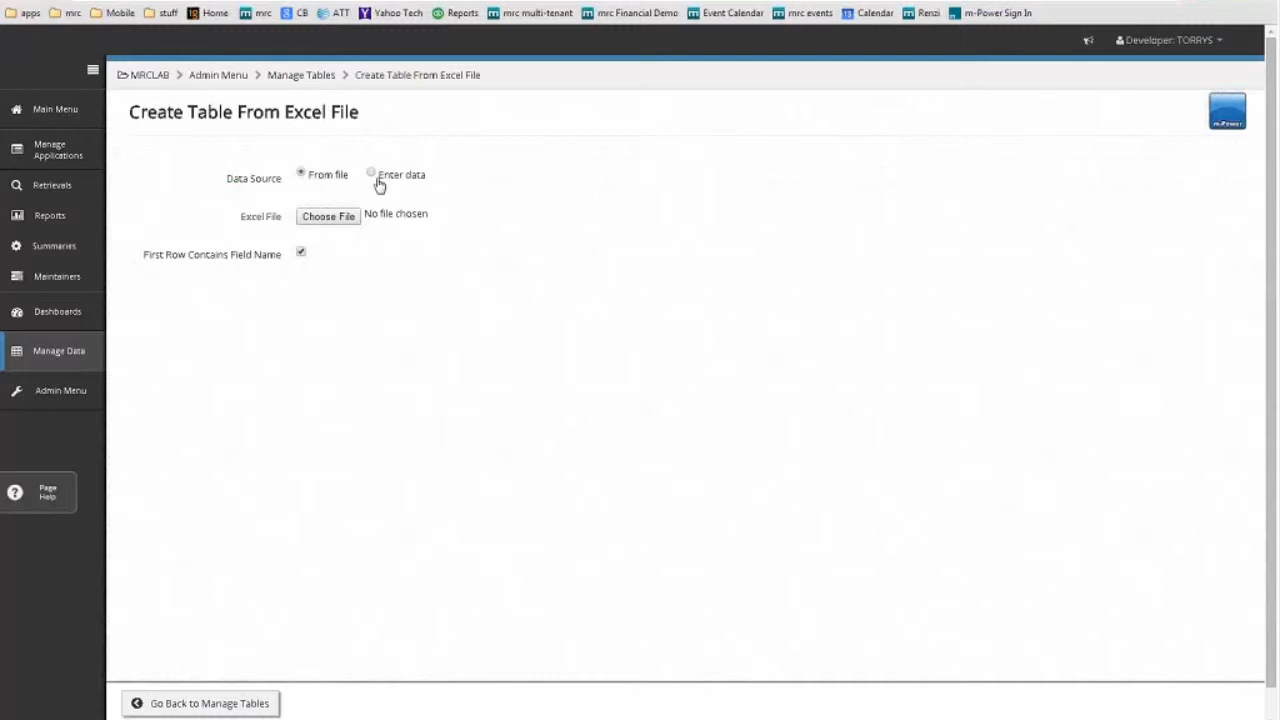 apps mrc Mobile stuff Home mrc CB ATT Yahoo Tech Reports mrc multi-tenant mrc Financial Demo Event Calendar mrc events Calendar Renzi m-Power Sign In
Developer: TORRYS
MRCLAB > Admin Menu > Manage Tables > Create Table From Excel File
Create Table From Excel File
m-Power
Main Menu
Manage
Applications
Retrievals
Reports
Summaries
Maintainers
Dashboards
Manage Data
Admin Menu
Page
Help
Data Source From file Enter data
Excel File Choose File No file chosen
First Row Contains Field Name
Go Back to Manage Tables